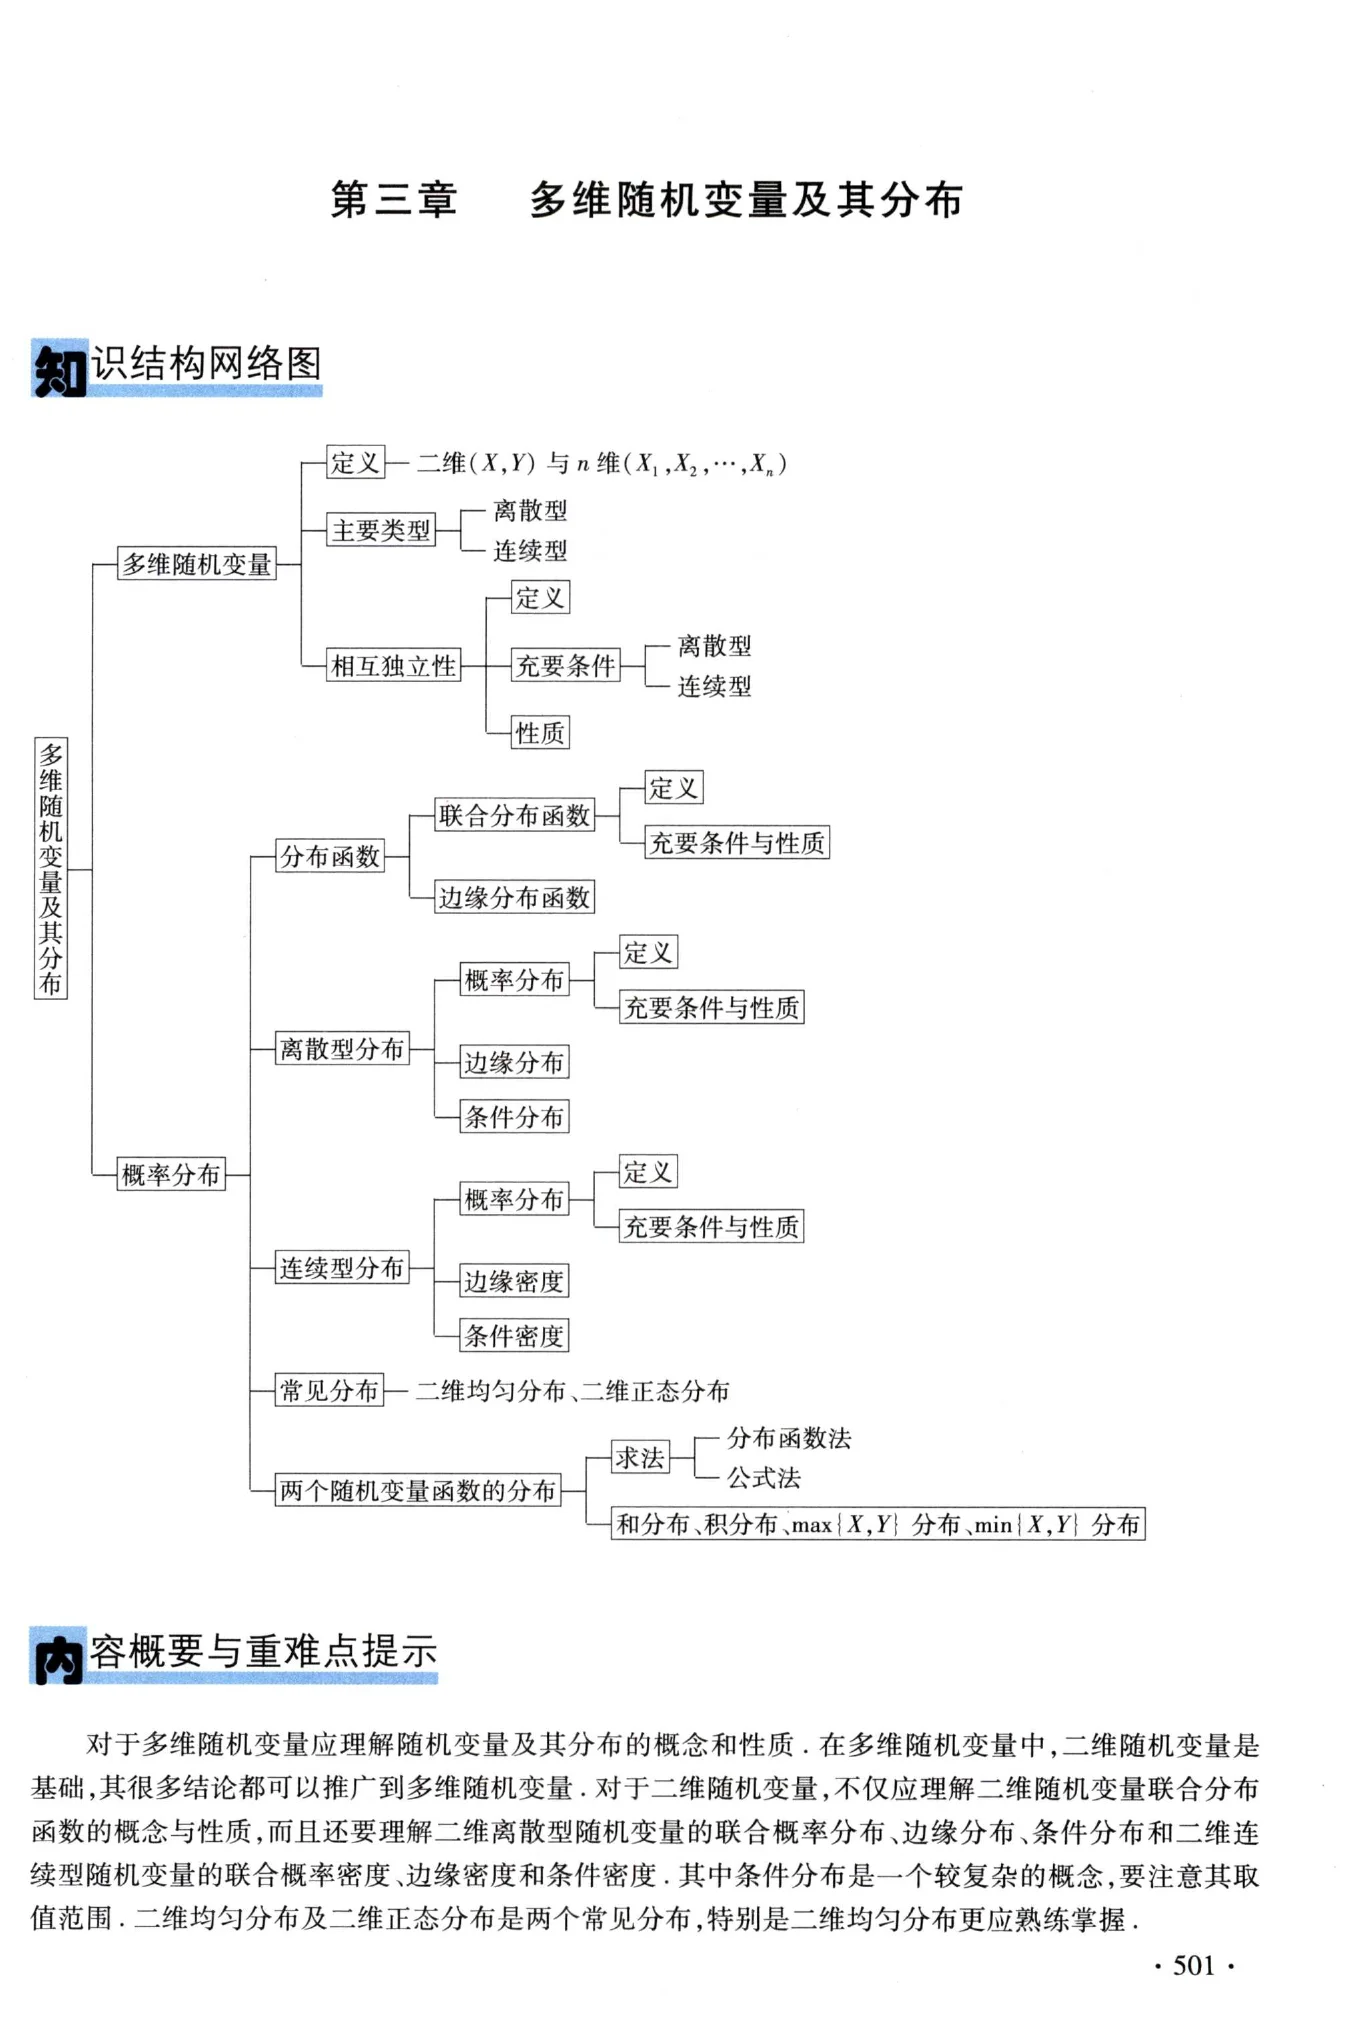 第三章 多维随机变量及其分布
知识结构网络图
定义 二维(X,Y) 与 n 维(X₁,X₂,⋯,Xₙ)
主要类型
离散型
连续型
多维随机变量
定义
相互独立性
充要条件
离散型
连续型
性质
多维随机变量及其分布
定义
联合分布函数
充要条件与性质
分布函数
边缘分布函数
定义
概率分布
充要条件与性质
离散型分布
边缘分布
条件分布
概率分布
定义
概率分布
充要条件与性质
连续型分布
边缘密度
条件密度
常见分布 二维均匀分布、二维正态分布
分布函数法
求法
公式法
两个随机变量函数的分布
和分布、积分布、max{X,Y} 分布、min{X,Y} 分布
内容概要与重难点提示
对于多维随机变量应理解随机变量及其分布的概念和性质.在多维随机变量中,二维随机变量是
基础,其很多结论都可以推广到多维随机变量.对于二维随机变量,不仅应理解二维随机变量联合分布
函数的概念与性质,而且还要理解二维离散型随机变量的联合概率分布、边缘分布、条件分布和二维连
续型随机变量的联合概率密度、边缘密度和条件密度.其中条件分布是一个较复杂的概念,要注意其取
值范围.二维均匀分布及二维正态分布是两个常见分布,特别是二维均匀分布更应熟练掌握.
·501·